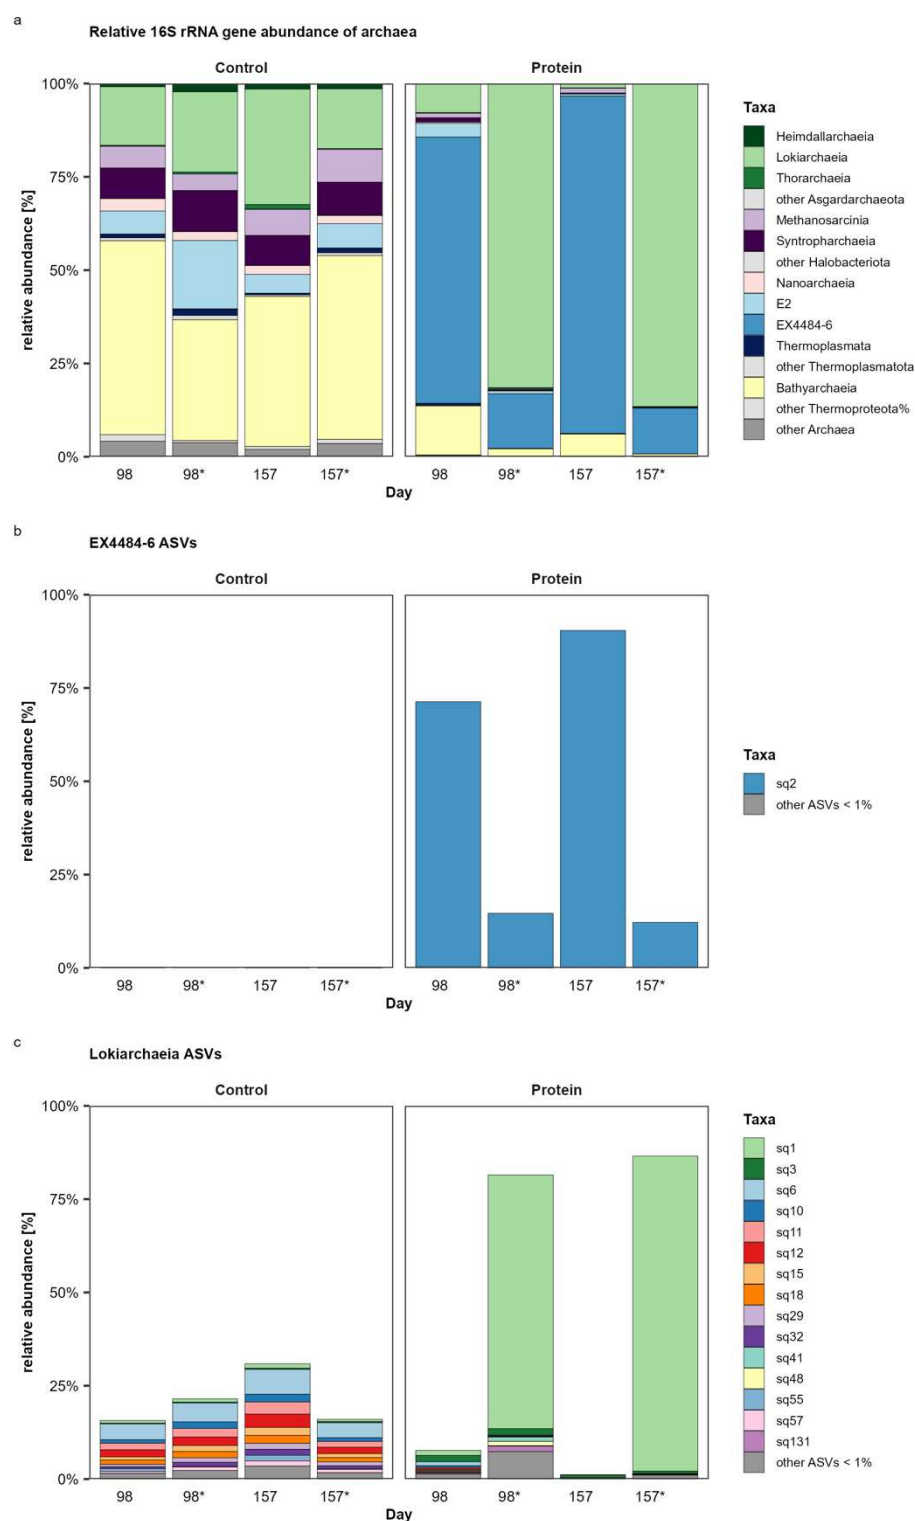 a
Relative 16S rRNA gene abundance of archaea
Control
Protein
relative abundance [%]
100%
75%
50%
25%
0%
98 98* 157 157*
98 98* 157 157*
Day
Taxa
Heimdallarchaeia
Lokiarchaeia
Thorarchaeia
other Asgardarchaeota
Methanosarcinia
Syntropharchaeia
other Halobacteriota
Nanoarchaeia
E2
EX4484-6
Thermoplasmata
other Thermoplasmatota
Bathyarchaeia
other Thermoproteota%
other Archaea
b
EX4484-6 ASVs
Control
Protein
relative abundance [%]
100%
75%
50%
25%
0%
98 98* 157 157*
98 98* 157 157*
Day
Taxa
sq2
other ASVs < 1%
c
Lokiarchaeia ASVs
Control
Protein
relative abundance [%]
100%
75%
50%
25%
0%
98 98* 157 157*
98 98* 157 157*
Day
Taxa
sq1
sq3
sq6
sq10
sq11
sq12
sq15
sq18
sq29
sq32
sq41
sq48
sq55
sq57
sq131
other ASVs < 1%